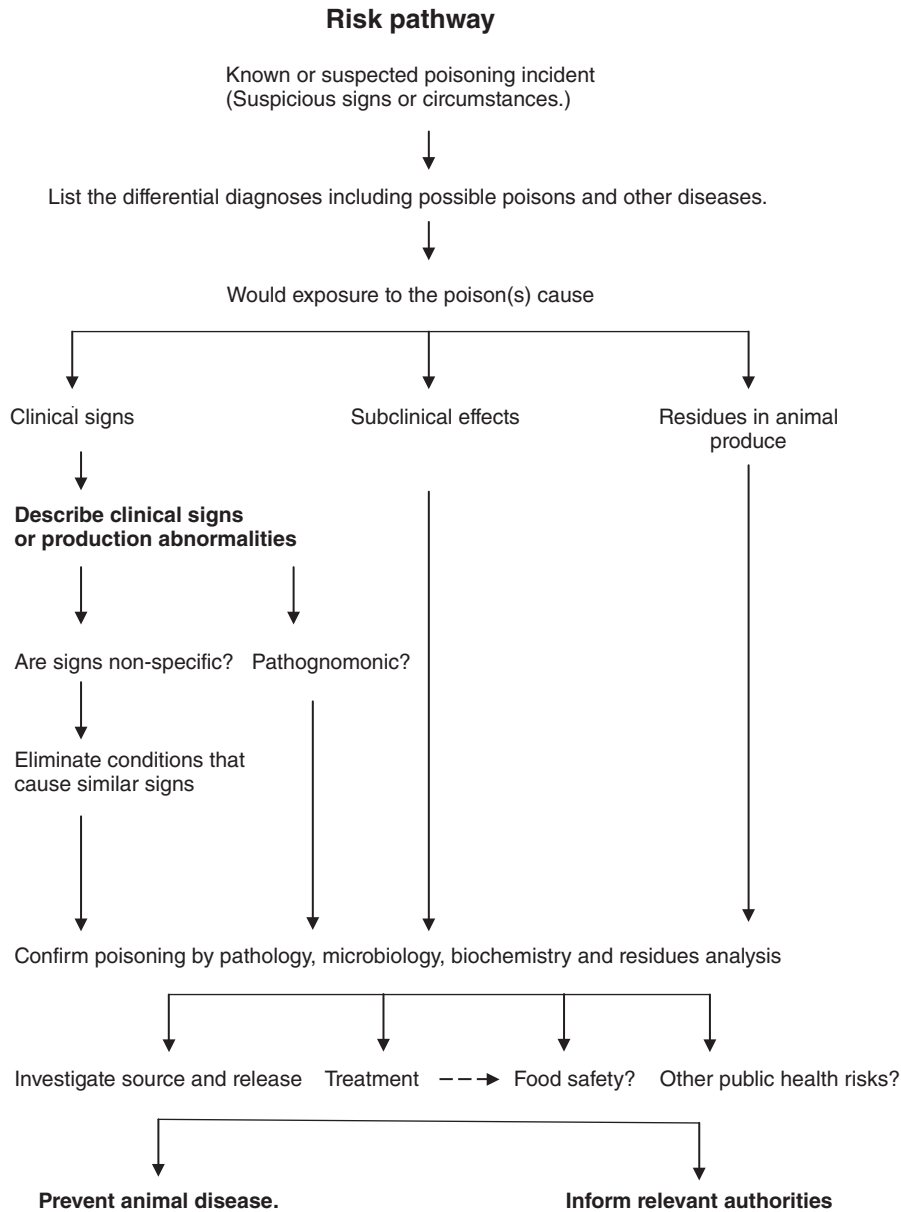 Risk pathway
Known or suspected poisoning incident
(Suspicious signs or circumstances.)
List the differential diagnoses including possible poisons and other diseases.
Would exposure to the poison(s) cause
Clinical signs
Subclinical effects
Residues in animal
produce
Describe clinical signs
or production abnormalities
Are signs non-specific?
Pathognomonic?
Eliminate conditions that
cause similar signs
Confirm poisoning by pathology, microbiology, biochemistry and residues analysis
Investigate source and release
Treatment
Food safety?
Other public health risks?
Prevent animal disease.
Inform relevant authorities